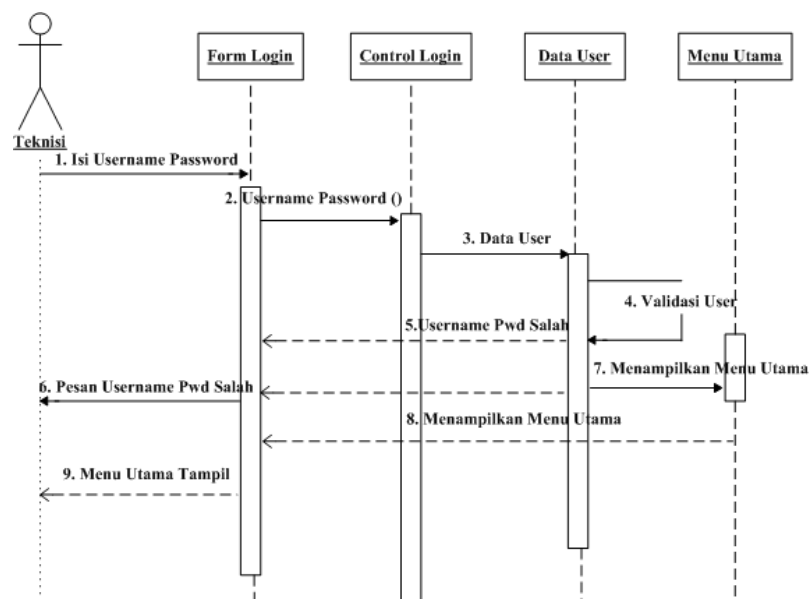 Form Login
Control Login
Data User
Menu Utama
Teknisi
1. Isi Username Password
2. Username Password ()
3. Data User
4. Validasi User
5.Username Pwd Salah
7. Menampilkan Menu Utama
6. Pesan Username Pwd Salah
8. Menampilkan Menu Utama
9. Menu Utama Tampil